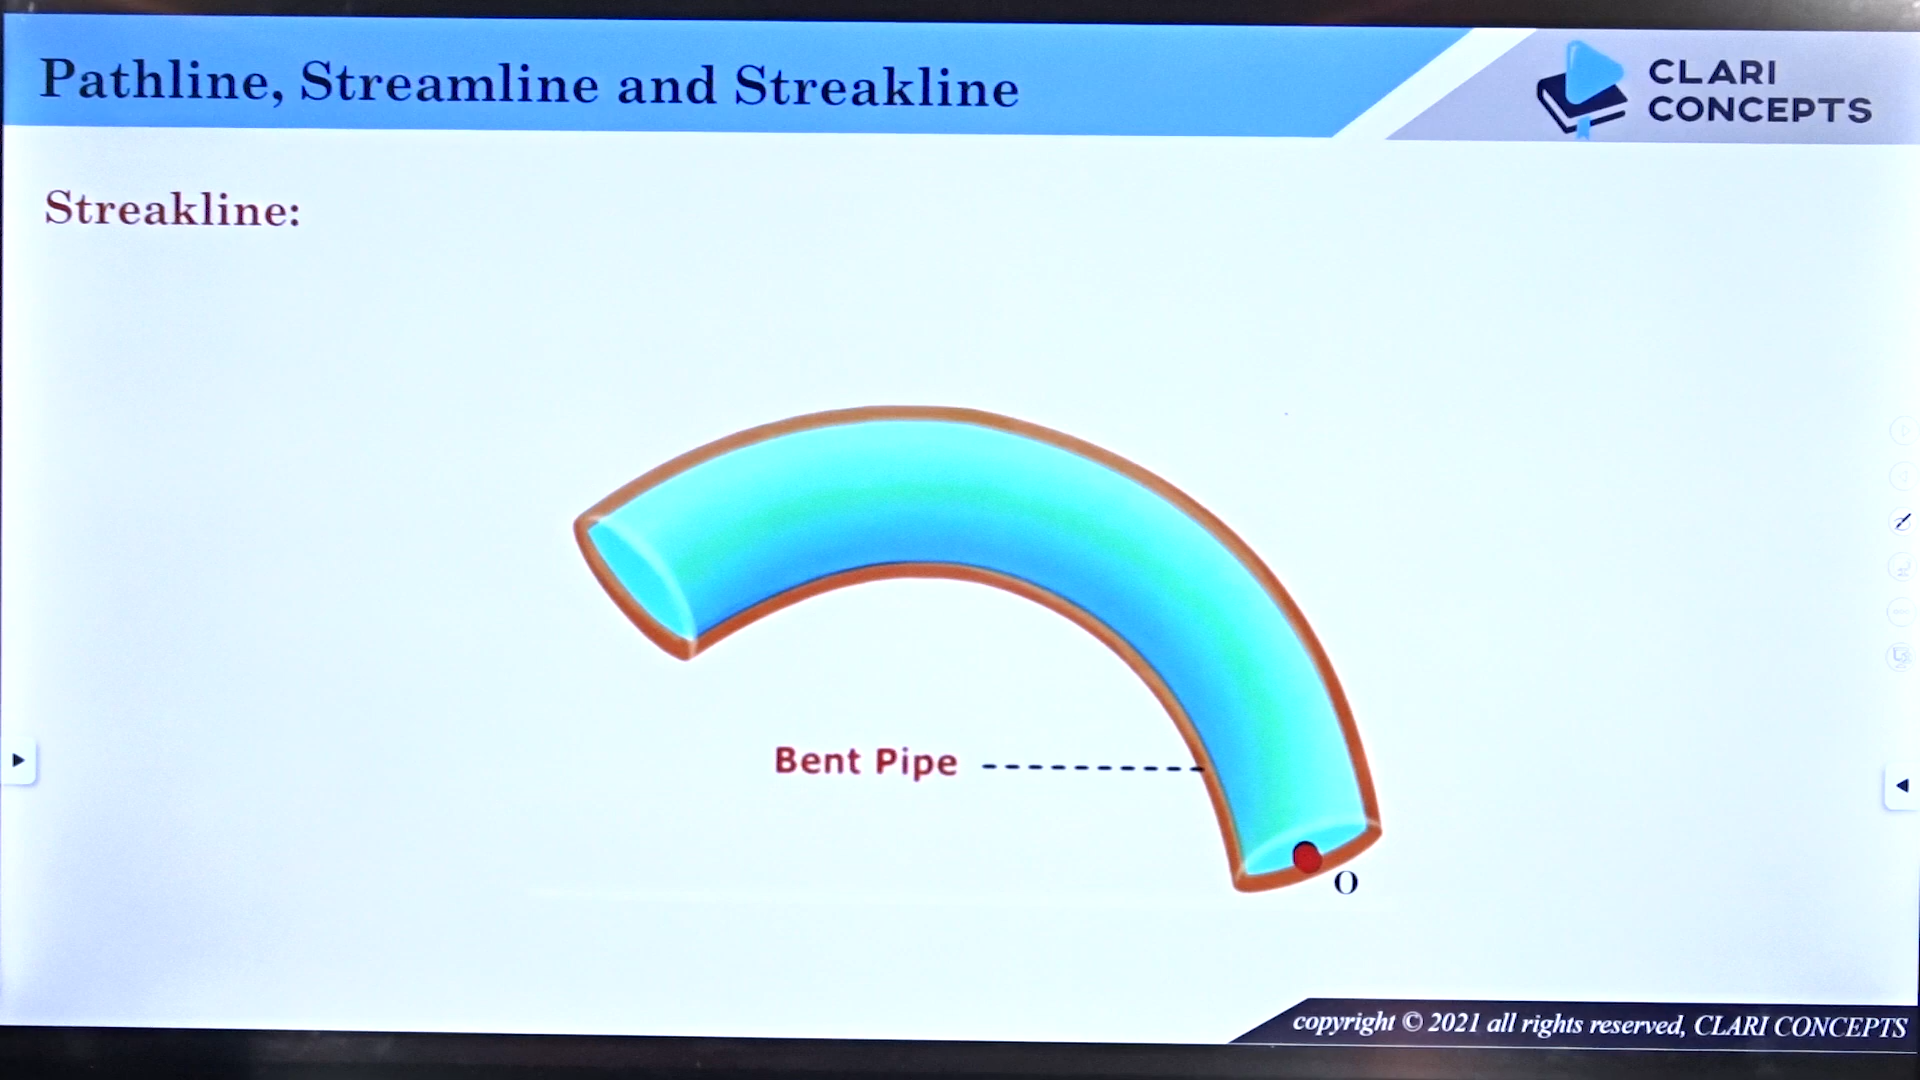 Pathline, Streamline and Streakline
CLARI
CONCEPTS
Streakline:
Bent Pipe
O
copyright © 2021 all rights reserved, CLARI CONCEPTS